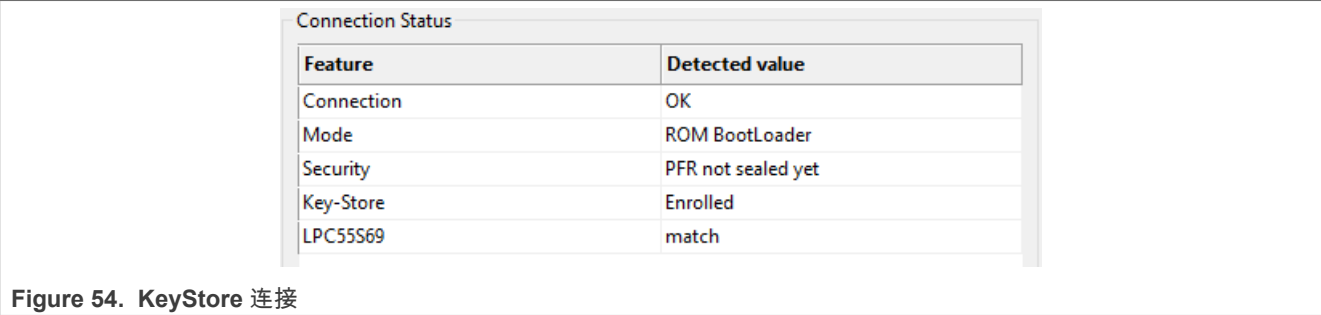 Connection Status
Feature Detected value
Connection OK
Mode ROM BootLoader
Security PFR not sealed yet
Key-Store Enrolled
LPC55S69 match
Figure 54. KeyStore 连接